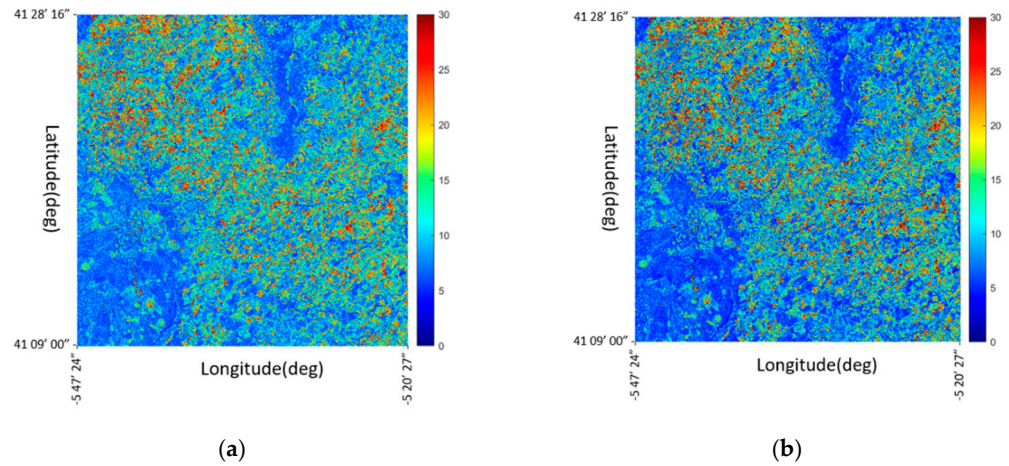 41 28' 16"
Latitude(deg)
41 09' 00"
-5 47' 24"
Longitude(deg)
-5 20' 27"
30
25
20
15
10
5
0
(a)
41 28' 16"
Latitude(deg)
41 09' 00"
-5 47' 24"
Longitude(deg)
-5 20' 27"
30
25
20
15
10
5
0
(b)